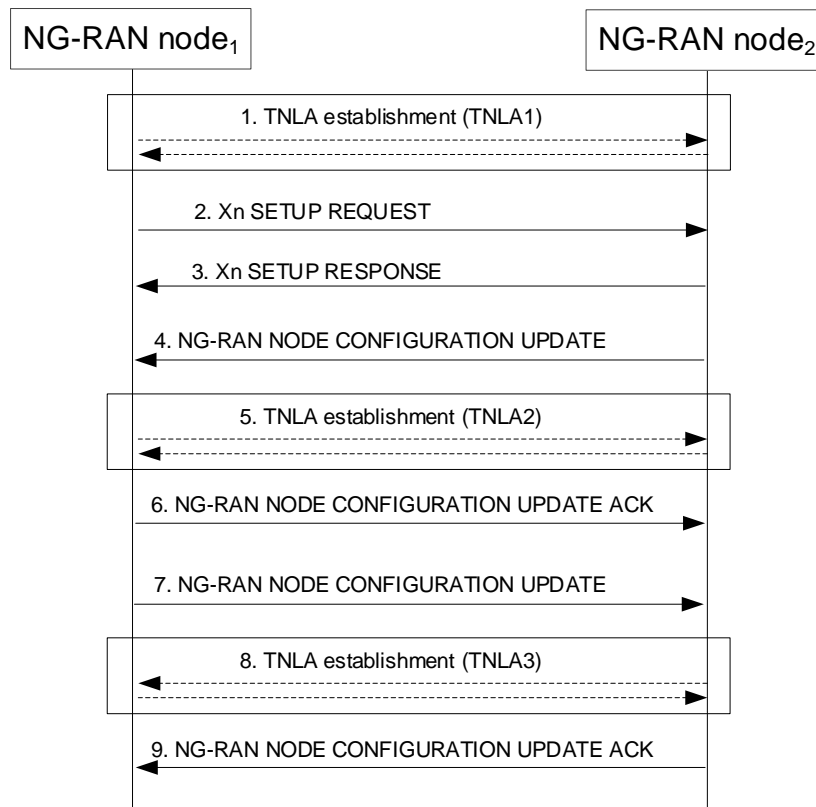 NG-RAN node₁
NG-RAN node₂
1. TNLA establishment (TNLA1)
2. Xn SETUP REQUEST
3. Xn SETUP RESPONSE
4. NG-RAN NODE CONFIGURATION UPDATE
5. TNLA establishment (TNLA2)
6. NG-RAN NODE CONFIGURATION UPDATE ACK
7. NG-RAN NODE CONFIGURATION UPDATE
8. TNLA establishment (TNLA3)
9. NG-RAN NODE CONFIGURATION UPDATE ACK